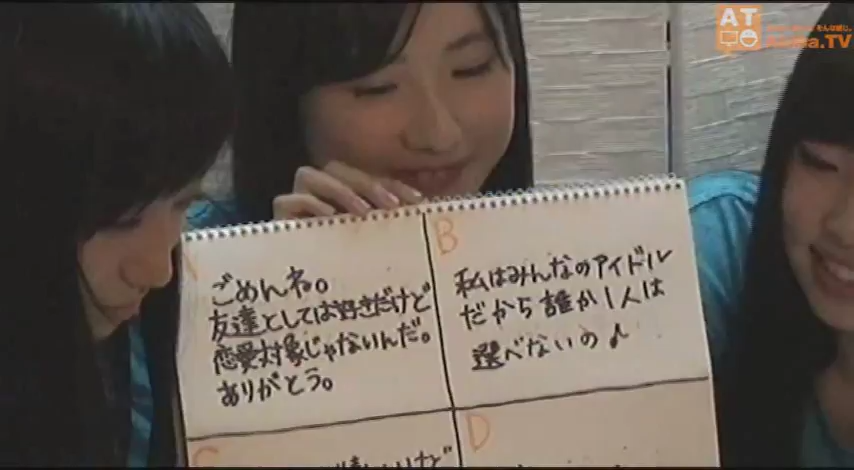 AT
.TV
A
ごめんね。
友達としては好きだけど
恋愛対象じゃないんだ。
ありがとう。
B
私はみんなのアイドル
だから誰か1人は
選べないの♪
C
D